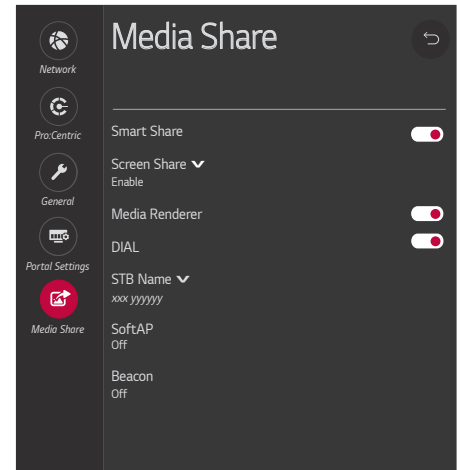 Media Share
Network
Pro:Centric
General
Portal Settings
Media Share
Smart Share
Screen Share
Enable
Media Renderer
DIAL
STB Name
xxx yyyyyy
SoftAP
Off
Beacon
Off